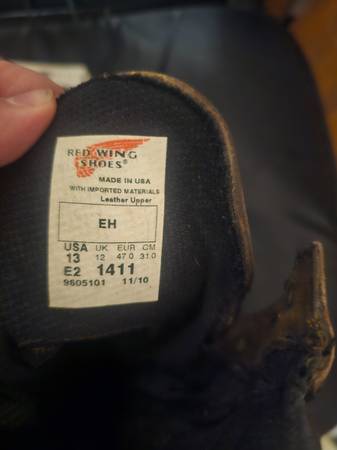 RED WING
SHOES®
MADE IN USA
WITH IMPORTED MATERIALS
Leather Upper
EH
USA UK EUR CM
13 12 47.0 31.0
E2 1411
9805101 11/10